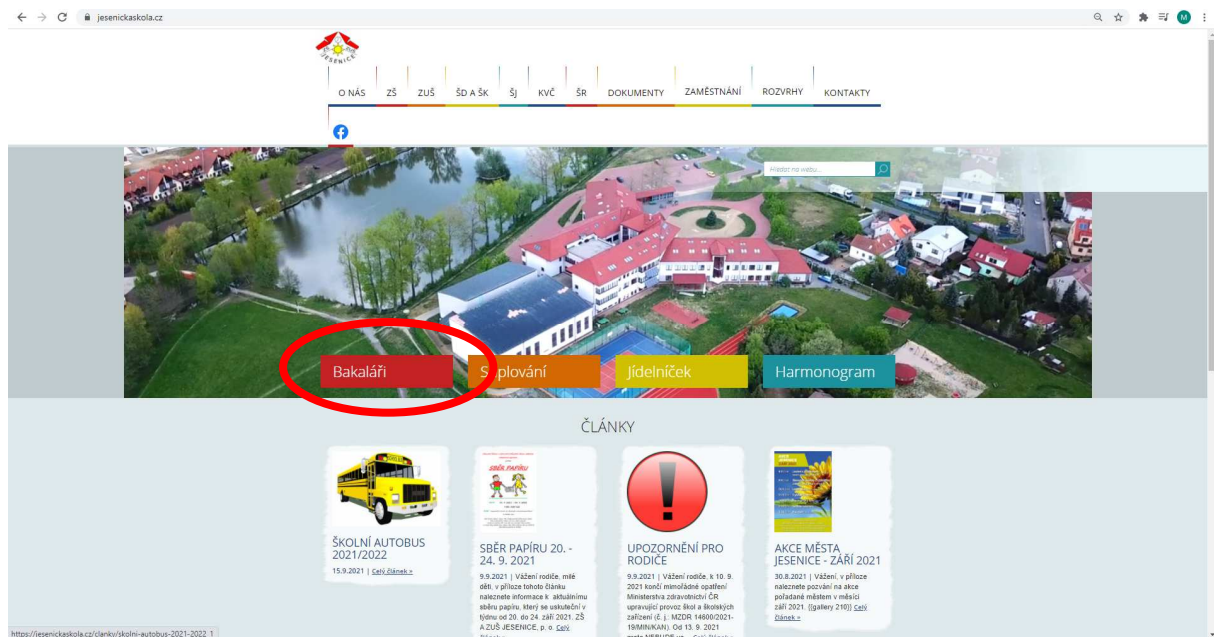 jesenickaskola.cz
JESENICE
O NÁS ZŠ ZUŠ ŠD A ŠK ŠJ KVČ ŠR DOKUMENTY ZAMĚSTNÁNÍ ROZVRHY KONTAKTY
Hledat na webu...
Bakaláři
Suplování
Jídelníček
Harmonogram
ČLÁNKY
ŠKOLNÍ AUTOBUS
2021/2022
15.9.2021 | Celý článek »
SBĚR PAPÍRU
SBĚR PAPÍRU 20. -
24. 9. 2021
9.9.2021 | Vážení rodiče, milé
děti, v příloze tohoto článku
naleznete informace k aktuálnímu
sběru papíru, který se uskuteční v
týdnu od 20. do 24. září 2021. ZŠ
A ZUŠ JESENICE, p. o. Celý
UPOZORNĚNÍ PRO
RODIČE
9.9.2021 | Vážení rodiče, k 10. 9.
2021 končí mimořádné opatření
Ministerstva zdravotnictví ČR
upravující provoz škol a školských
zařízení (č. j.: MZDR 14600/2021-
19/MIN/KAN). Od 13. 9. 2021
AKCE MĚSTA
JESENICE - ZÁŘÍ 2021
30.8.2021 | Vážení, v příloze
naleznete pozvání na akce
pořádané městem v měsíci
září 2021. {{gallery 210}} Celý
článek »
https://jesenickaskola.cz/clanky/skolni-autobus-2021-2022_1
M